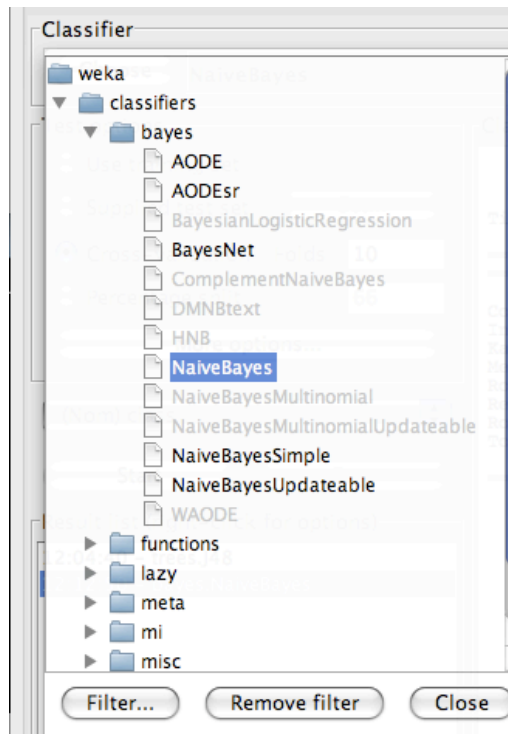 Classifier
weka
classifiers
bayes
AODE
AODEsr
BayesianLogisticRegression
BayesNet
ComplementNaiveBayes
DMNBtext
HNB
NaiveBayes
NaiveBayesMultinomial
NaiveBayesMultinomialUpdateable
NaiveBayesSimple
NaiveBayesUpdateable
WAODE
functions
lazy
meta
mi
misc
Filter... Remove filter Close